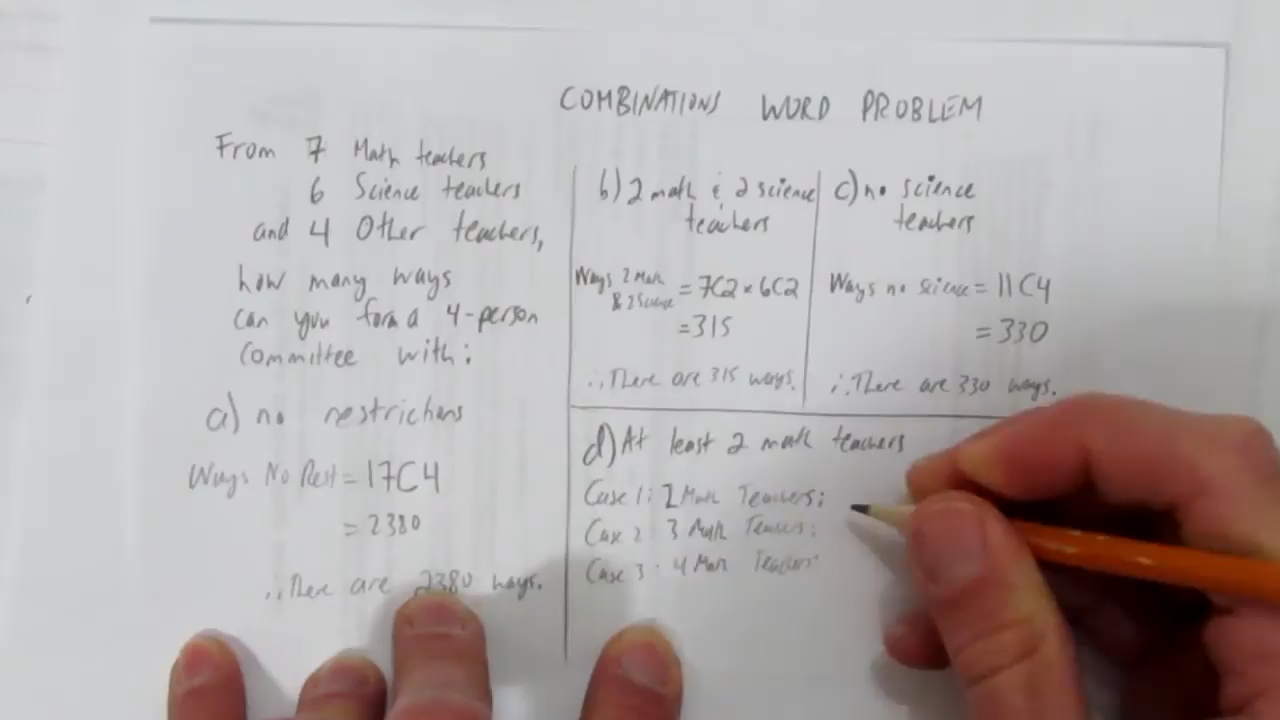 COMBINATIONS WORD PROBLEM
From 7 Math teachers
6 Science teachers
and 4 Other teachers,
how many ways
can you form a 4-person
committee with:
a) no restrictions
Ways No Rest = 17C4
= 2380
∴ There are 2380 ways.
b) 2 math & 2 science
teachers
Ways 2 Math
& 2 Science = 7C2 × 6C2
= 315
∴ There are 315 ways.
c) no science
teachers
Ways no science = 11C4
= 330
∴ There are 330 ways.
d) At least 2 math teachers
Case 1: 2 Math Teachers:
Case 2: 3 Math Teachers:
Case 3: 4 Math Teachers: